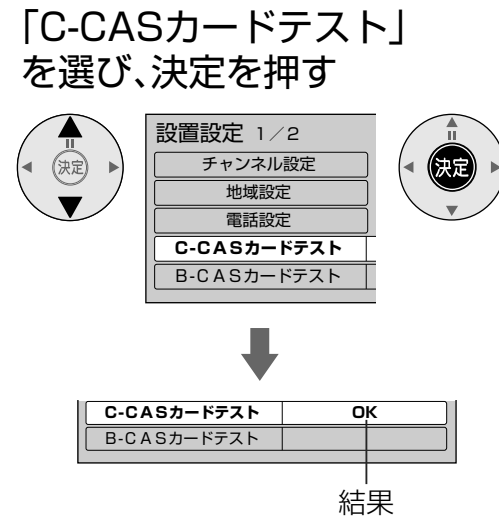 「C-CASカードテスト」
を選び、決定を押す
決定
設置設定 1／2
チャンネル設定
地域設定
電話設定
C-CASカードテスト
B-CASカードテスト
決定
C-CASカードテスト OK
B-CASカードテスト
結果